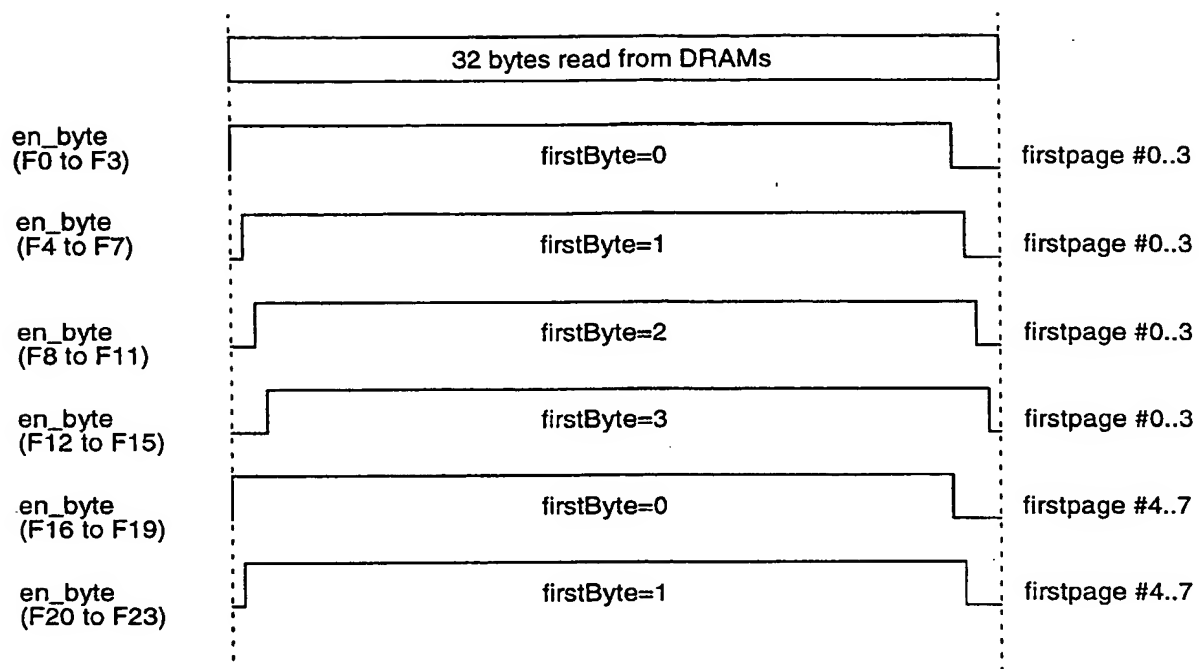 32 bytes read from DRAMs
en_byte
(F0 to F3)
firstByte=0
firstpage #0..3
en_byte
(F4 to F7)
firstByte=1
firstpage #0..3
en_byte
(F8 to F11)
firstByte=2
firstpage #0..3
en_byte
(F12 to F15)
firstByte=3
firstpage #0..3
en_byte
(F16 to F19)
firstByte=0
firstpage #4..7
en_byte
(F20 to F23)
firstByte=1
firstpage #4..7